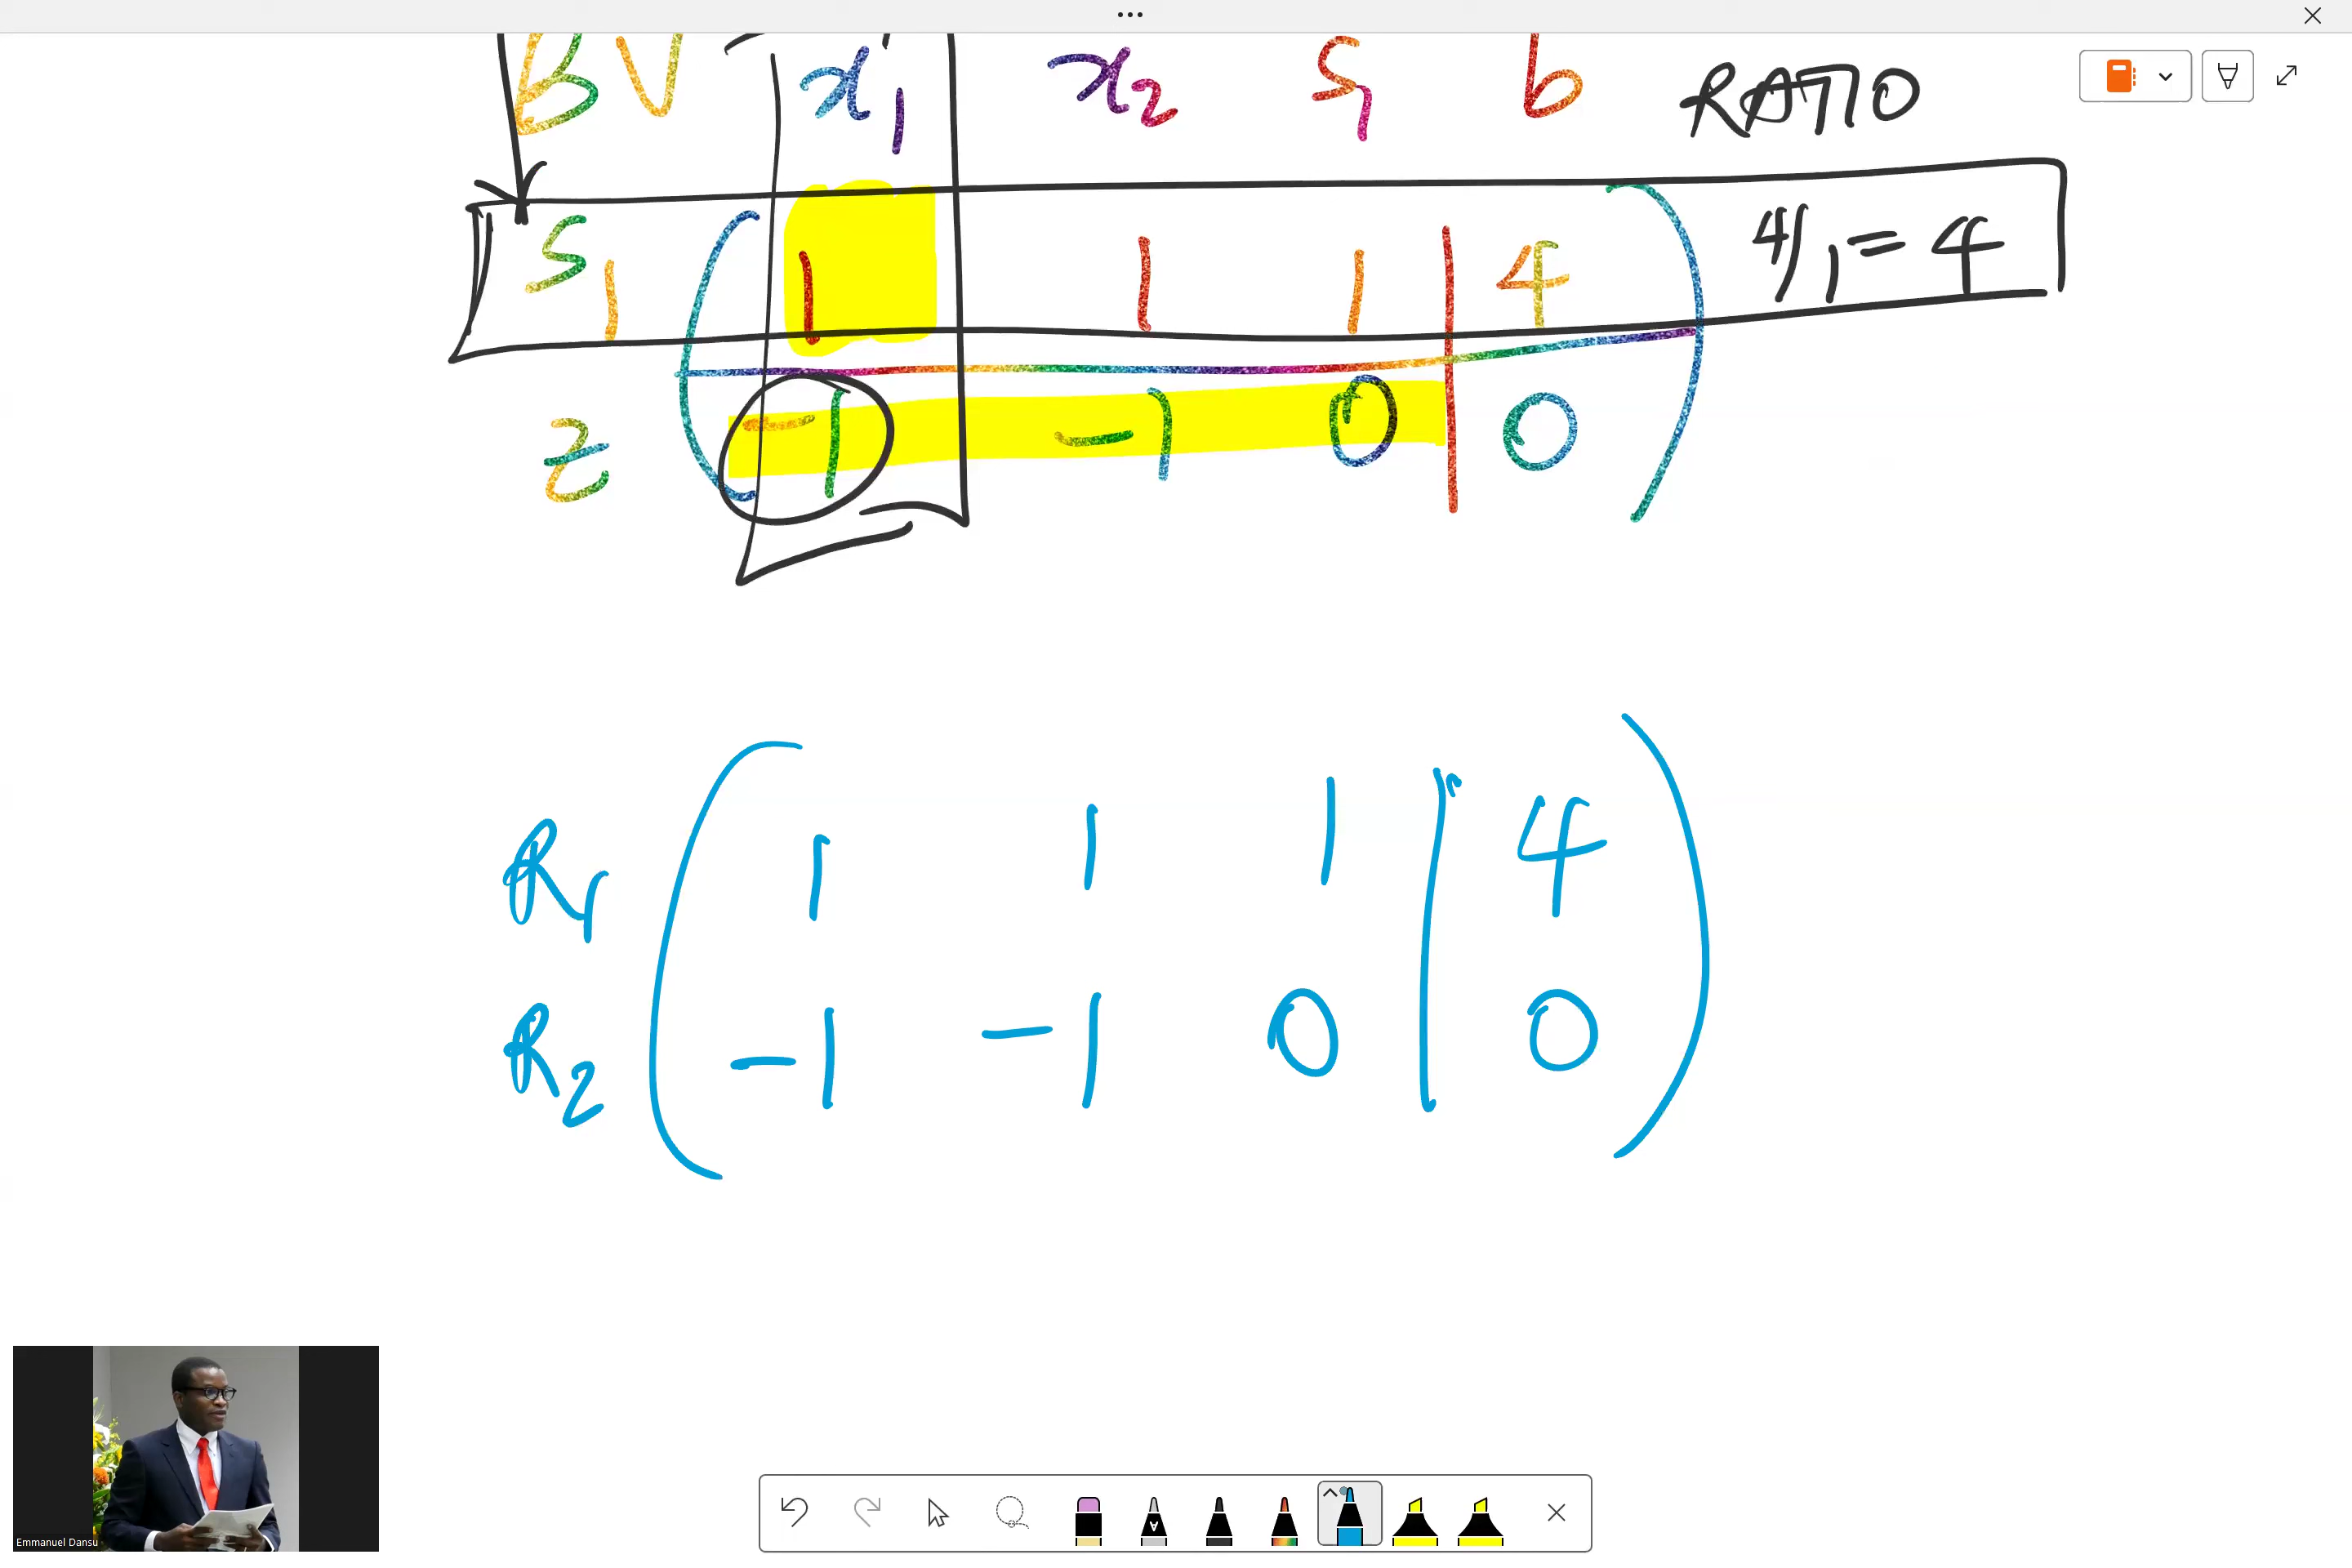 BV x₁ x₂ S₁ b RATIO
S₁ 1 1 1 4 4/1 = 4
z -1 -1 0 0
R₁ 1 1 1 4
R₂ -1 -1 0 0
Emmanuel Dansu